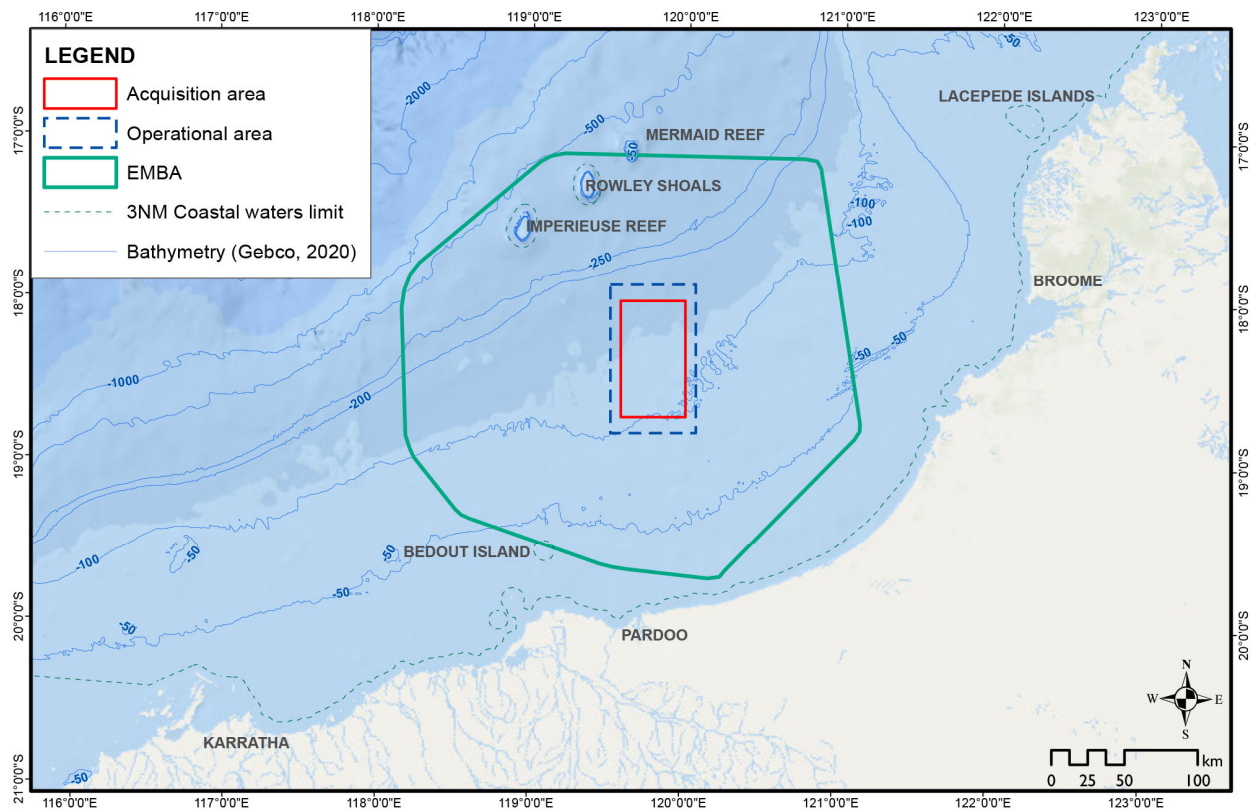 116°0'0"E 117°0'0"E 118°0'0"E 119°0'0"E 120°0'0"E 121°0'0"E 122°0'0"E 123°0'0"E
LEGEND
Acquisition area
Operational area
EMBA
3NM Coastal waters limit
Bathymetry (Gebco, 2020)
-50
-2000
LACEPEDE ISLANDS
-500
17°0'0"S
MERMAID REEF
17°0'0"S
-50
ROWLEY SHOALS
-100
IMPERIEUSE REEF
-100
-250
BROOME
18°0'0"S
18°0'0"S
-50
-50
-1000
-200
19°0'0"S
19°0'0"S
BEDOUT ISLAND
-50
-50
-100
-50
20°0'0"S
-50
PARDOO
20°0'0"S
N
W E
S
KARRATHA
km
-50
0 25 50 100
21°0'0"S
116°0'0"E 117°0'0"E 118°0'0"E 119°0'0"E 120°0'0"E 121°0'0"E 122°0'0"E 123°0'0"E